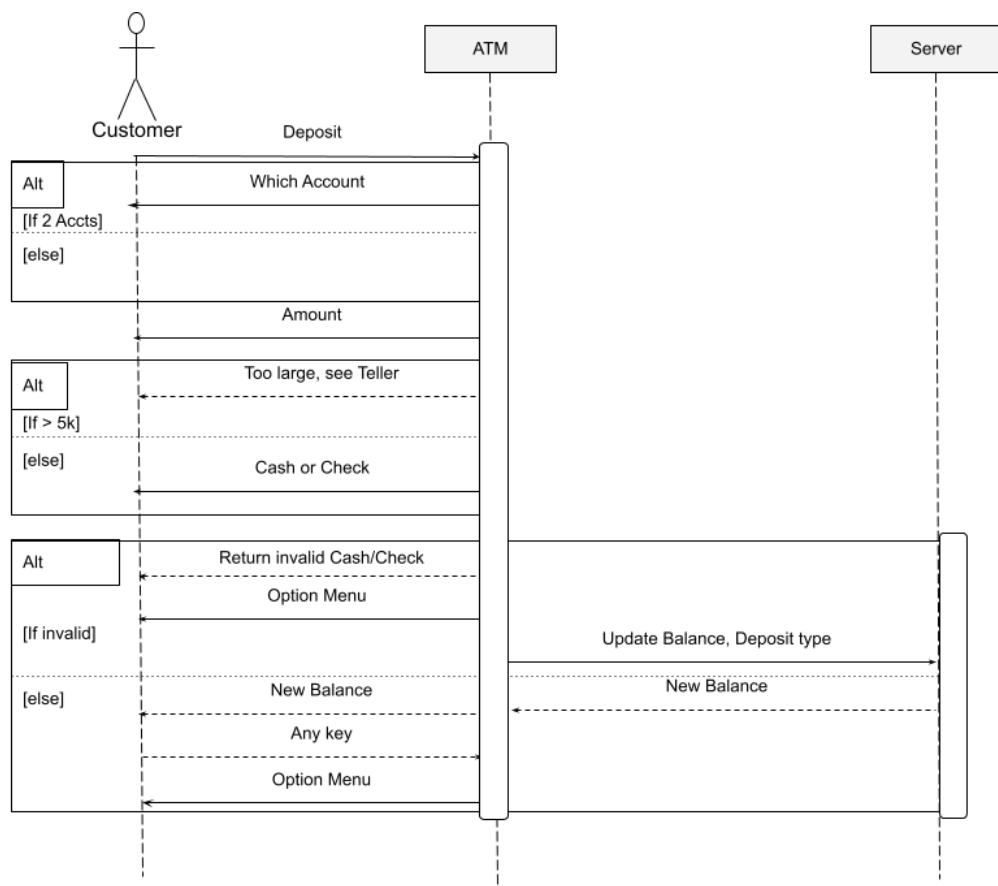 ATM
Server
Customer
Deposit
Alt
Which Account
[If 2 Accts]
[else]
Amount
Alt
Too large, see Teller
[If > 5k]
[else]
Cash or Check
Alt
Return invalid Cash/Check
Option Menu
[If invalid]
Update Balance, Deposit type
[else]
New Balance
New Balance
Any key
Option Menu